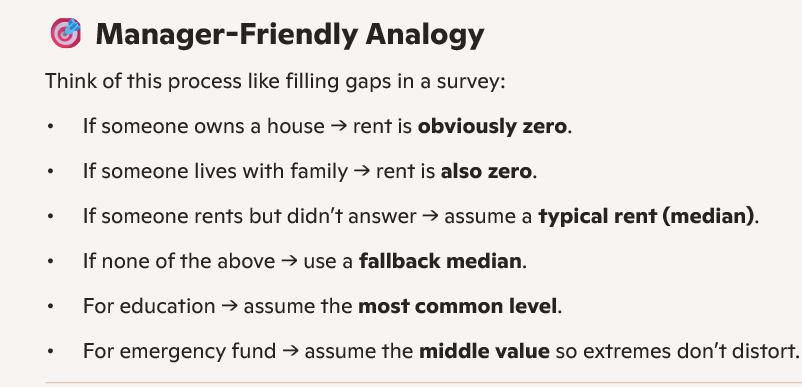 🎯 Manager-Friendly Analogy
Think of this process like filling gaps in a survey:
• If someone owns a house → rent is obviously zero.
• If someone lives with family → rent is also zero.
• If someone rents but didn’t answer → assume a typical rent (median).
• If none of the above → use a fallback median.
• For education → assume the most common level.
• For emergency fund → assume the middle value so extremes don’t distort.